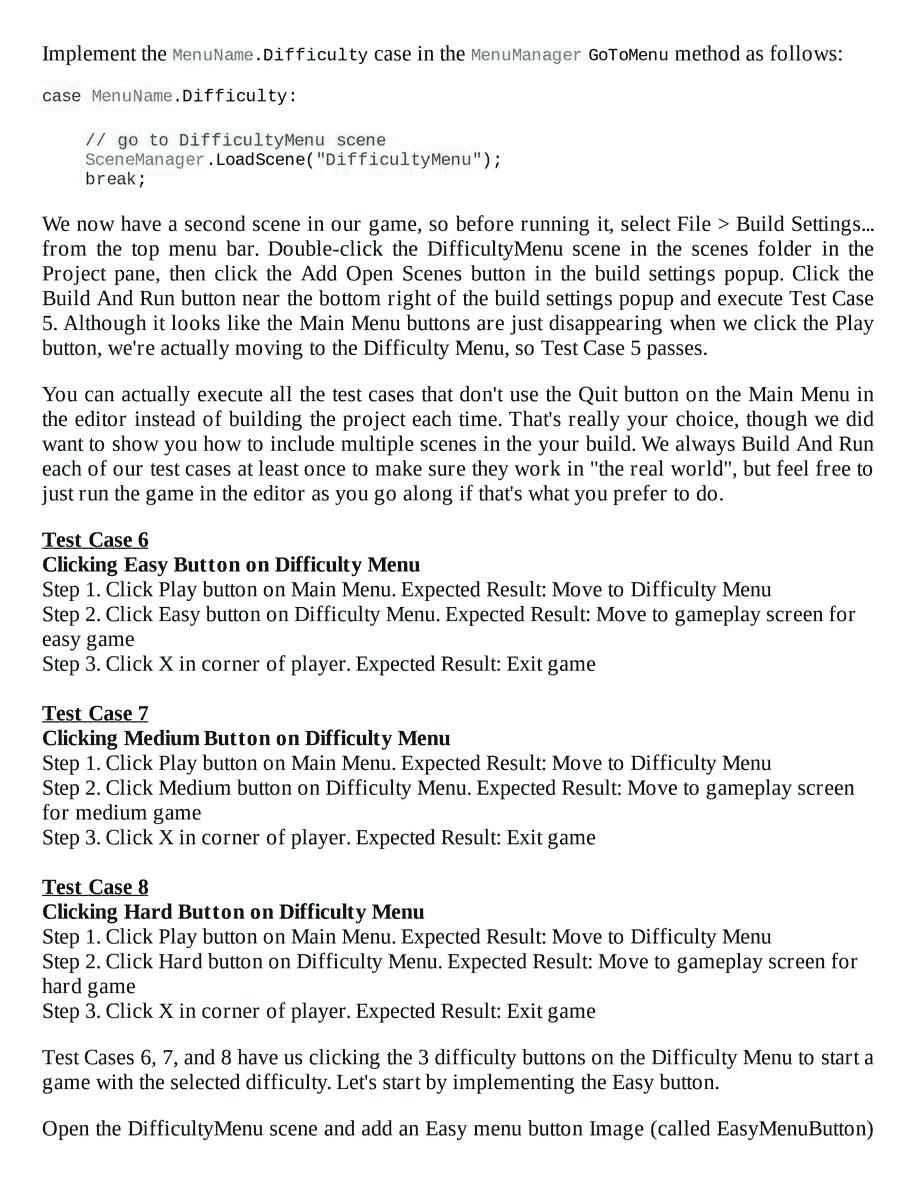 Implement the MenuName.Difficulty case in the MenuManager GoToMenu method as follows:
case MenuName.Difficulty:
// go to DifficultyMenu scene
SceneManager.LoadScene("DifficultyMenu");
break;
We now have a second scene in our game, so before running it, select File > Build Settings...
from the top menu bar. Double-click the DifficultyMenu scene in the scenes folder in the
Project pane, then click the Add Open Scenes button in the build settings popup. Click the
Build And Run button near the bottom right of the build settings popup and execute Test Case
5. Although it looks like the Main Menu buttons are just disappearing when we click the Play
button, we're actually moving to the Difficulty Menu, so Test Case 5 passes.
You can actually execute all the test cases that don't use the Quit button on the Main Menu in
the editor instead of building the project each time. That's really your choice, though we did
want to show you how to include multiple scenes in the your build. We always Build And Run
each of our test cases at least once to make sure they work in "the real world", but feel free to
just run the game in the editor as you go along if that's what you prefer to do.
Test Case 6
Clicking Easy Button on Difficulty Menu
Step 1. Click Play button on Main Menu. Expected Result: Move to Difficulty Menu
Step 2. Click Easy button on Difficulty Menu. Expected Result: Move to gameplay screen for
easy game
Step 3. Click X in corner of player. Expected Result: Exit game
Test Case 7
Clicking Medium Button on Difficulty Menu
Step 1. Click Play button on Main Menu. Expected Result: Move to Difficulty Menu
Step 2. Click Medium button on Difficulty Menu. Expected Result: Move to gameplay screen
for medium game
Step 3. Click X in corner of player. Expected Result: Exit game
Test Case 8
Clicking Hard Button on Difficulty Menu
Step 1. Click Play button on Main Menu. Expected Result: Move to Difficulty Menu
Step 2. Click Hard button on Difficulty Menu. Expected Result: Move to gameplay screen for
hard game
Step 3. Click X in corner of player. Expected Result: Exit game
Test Cases 6, 7, and 8 have us clicking the 3 difficulty buttons on the Difficulty Menu to start a
game with the selected difficulty. Let's start by implementing the Easy button.
Open the DifficultyMenu scene and add an Easy menu button Image (called EasyMenuButton)